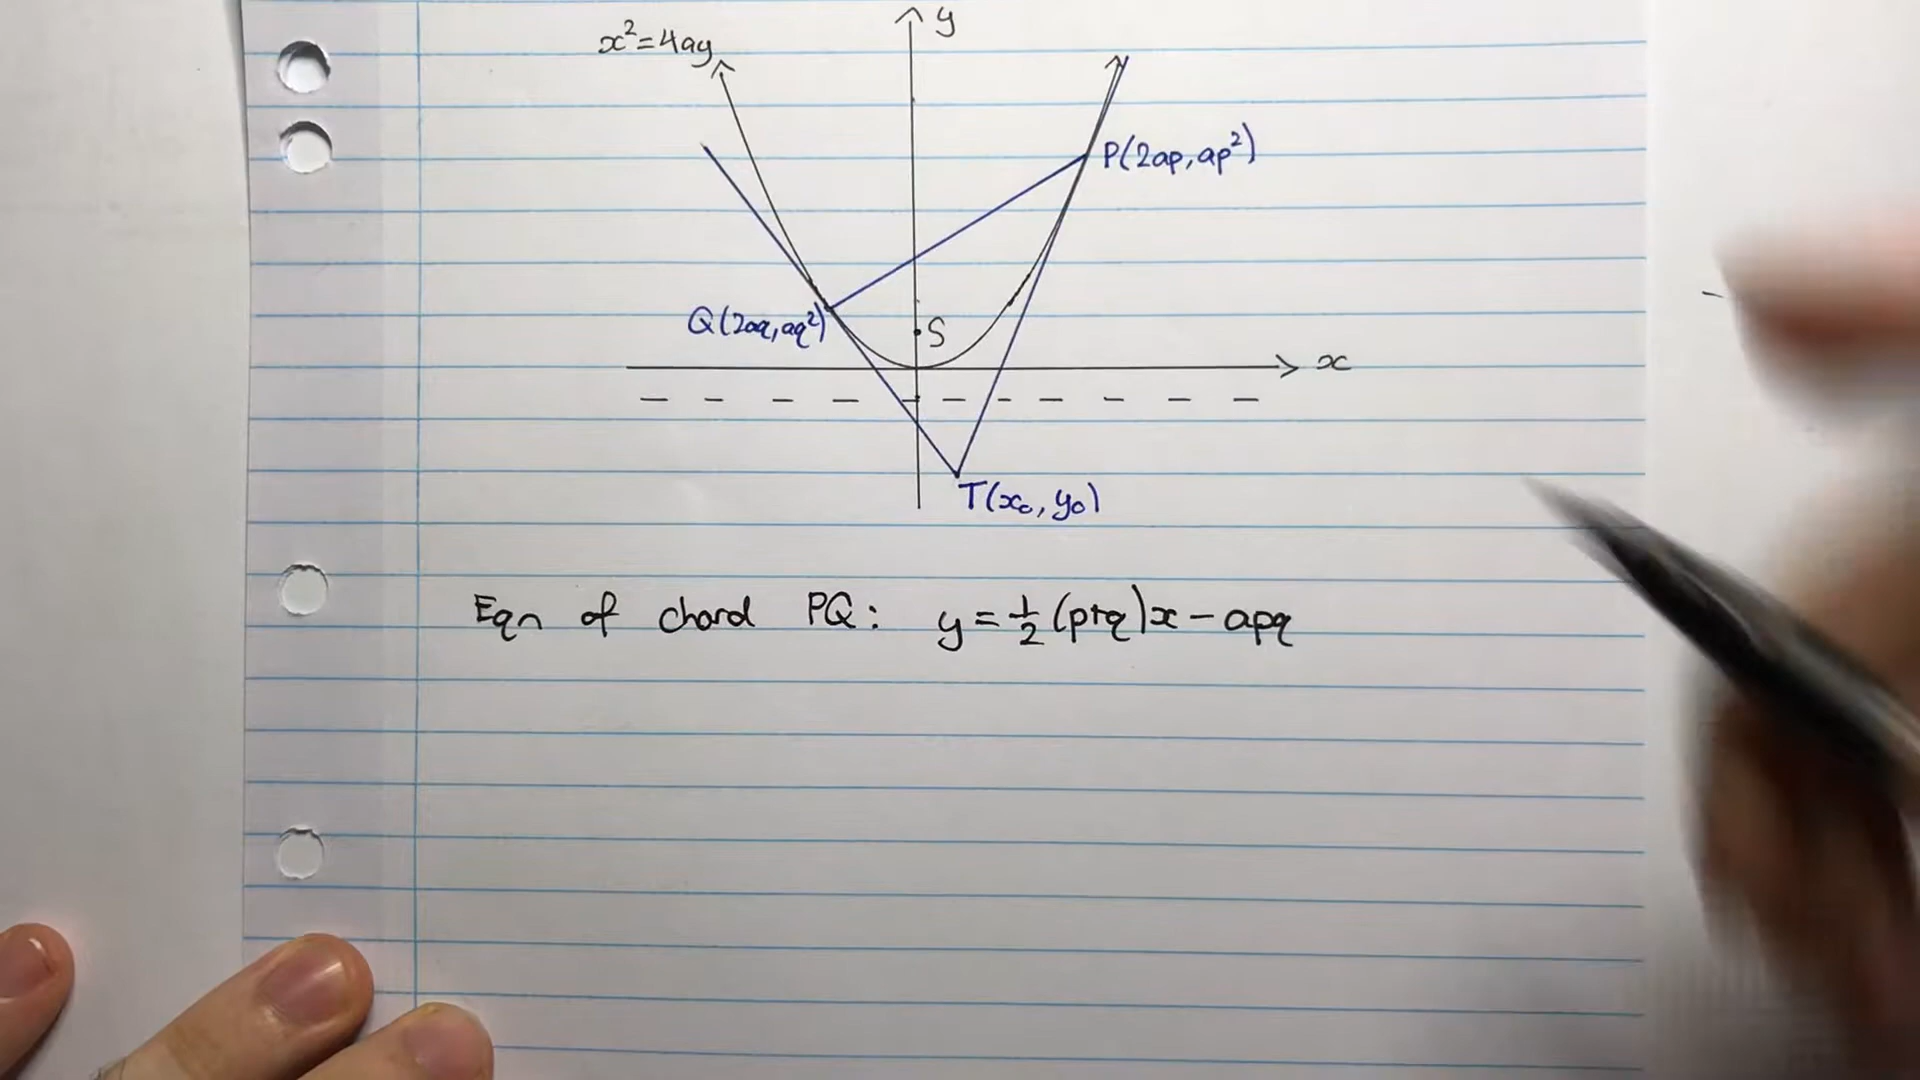 y
x²=4ay
P(2ap, ap²)
Q(2aq, aq²)
S
x
T(x₀, y₀)
Eqn of chord PQ: y = ½(p+q)x - apq